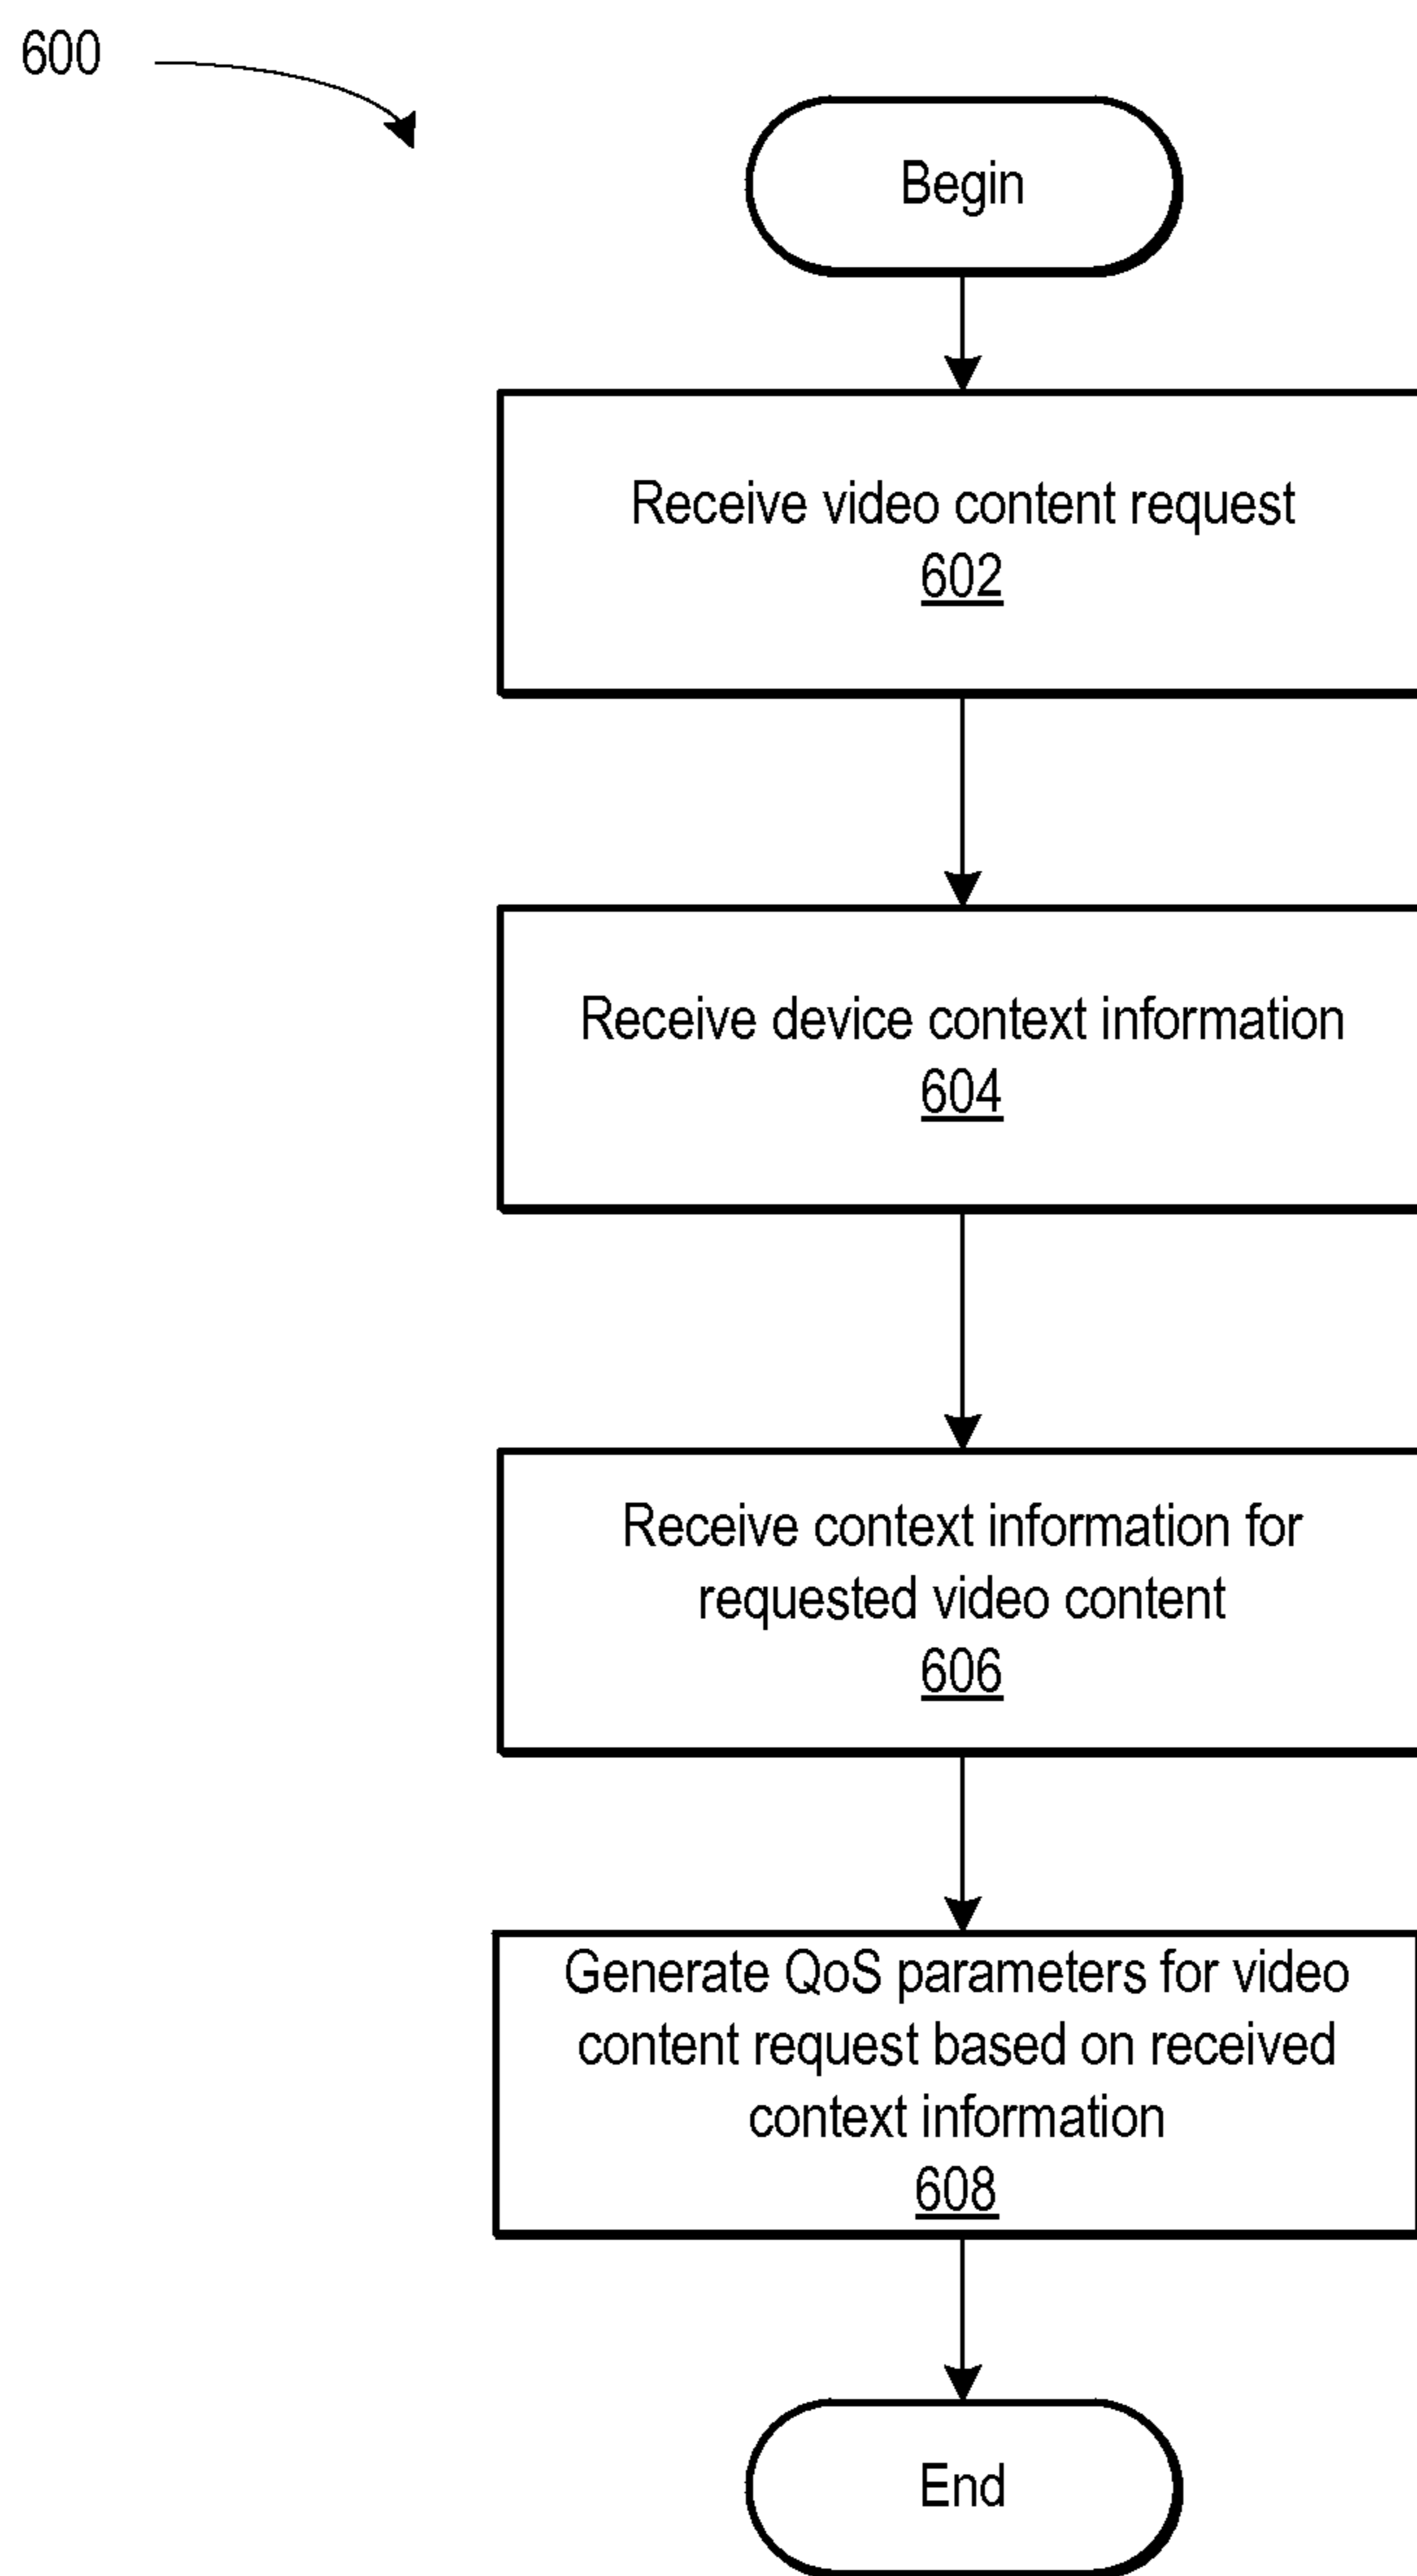 600
Begin
Receive video content request
602
Receive device context information
604
Receive context information for
requested video content
606
Generate QoS parameters for video
content request based on received
context information
608
End